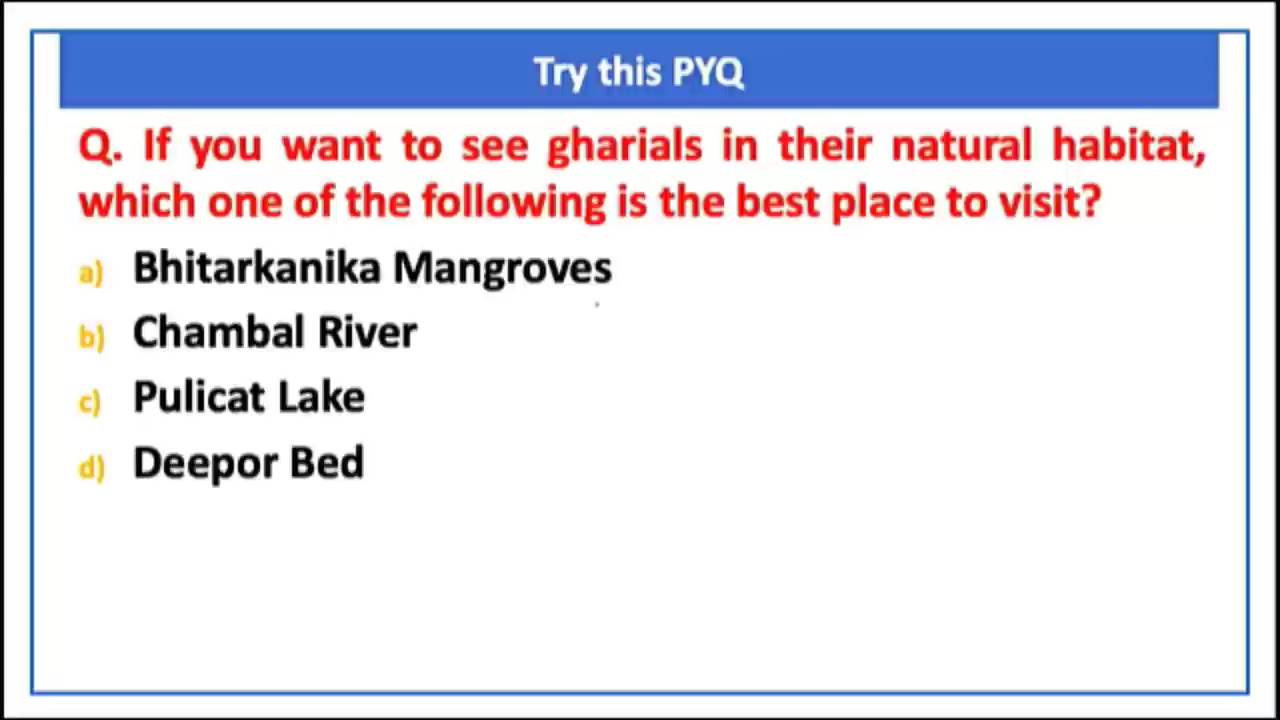 Try this PYQ
Q. If you want to see gharials in their natural habitat,
which one of the following is the best place to visit?
a) Bhitarkanika Mangroves
b) Chambal River
c) Pulicat Lake
d) Deepor Bed